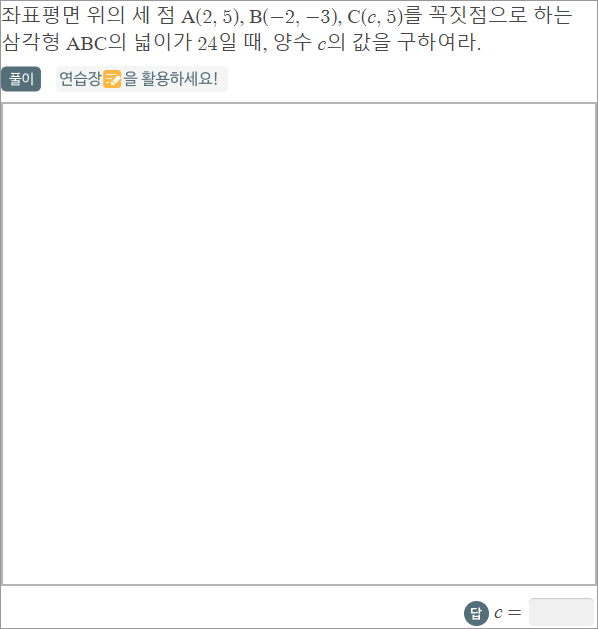 좌표평면 위의 세 점 A(2, 5), B(−2, −3), C(c, 5)를 꼭짓점으로 하는
삼각형 ABC의 넓이가 24일 때, 양수 c의 값을 구하여라.
풀이 연습장을 활용하세요!
답 c =